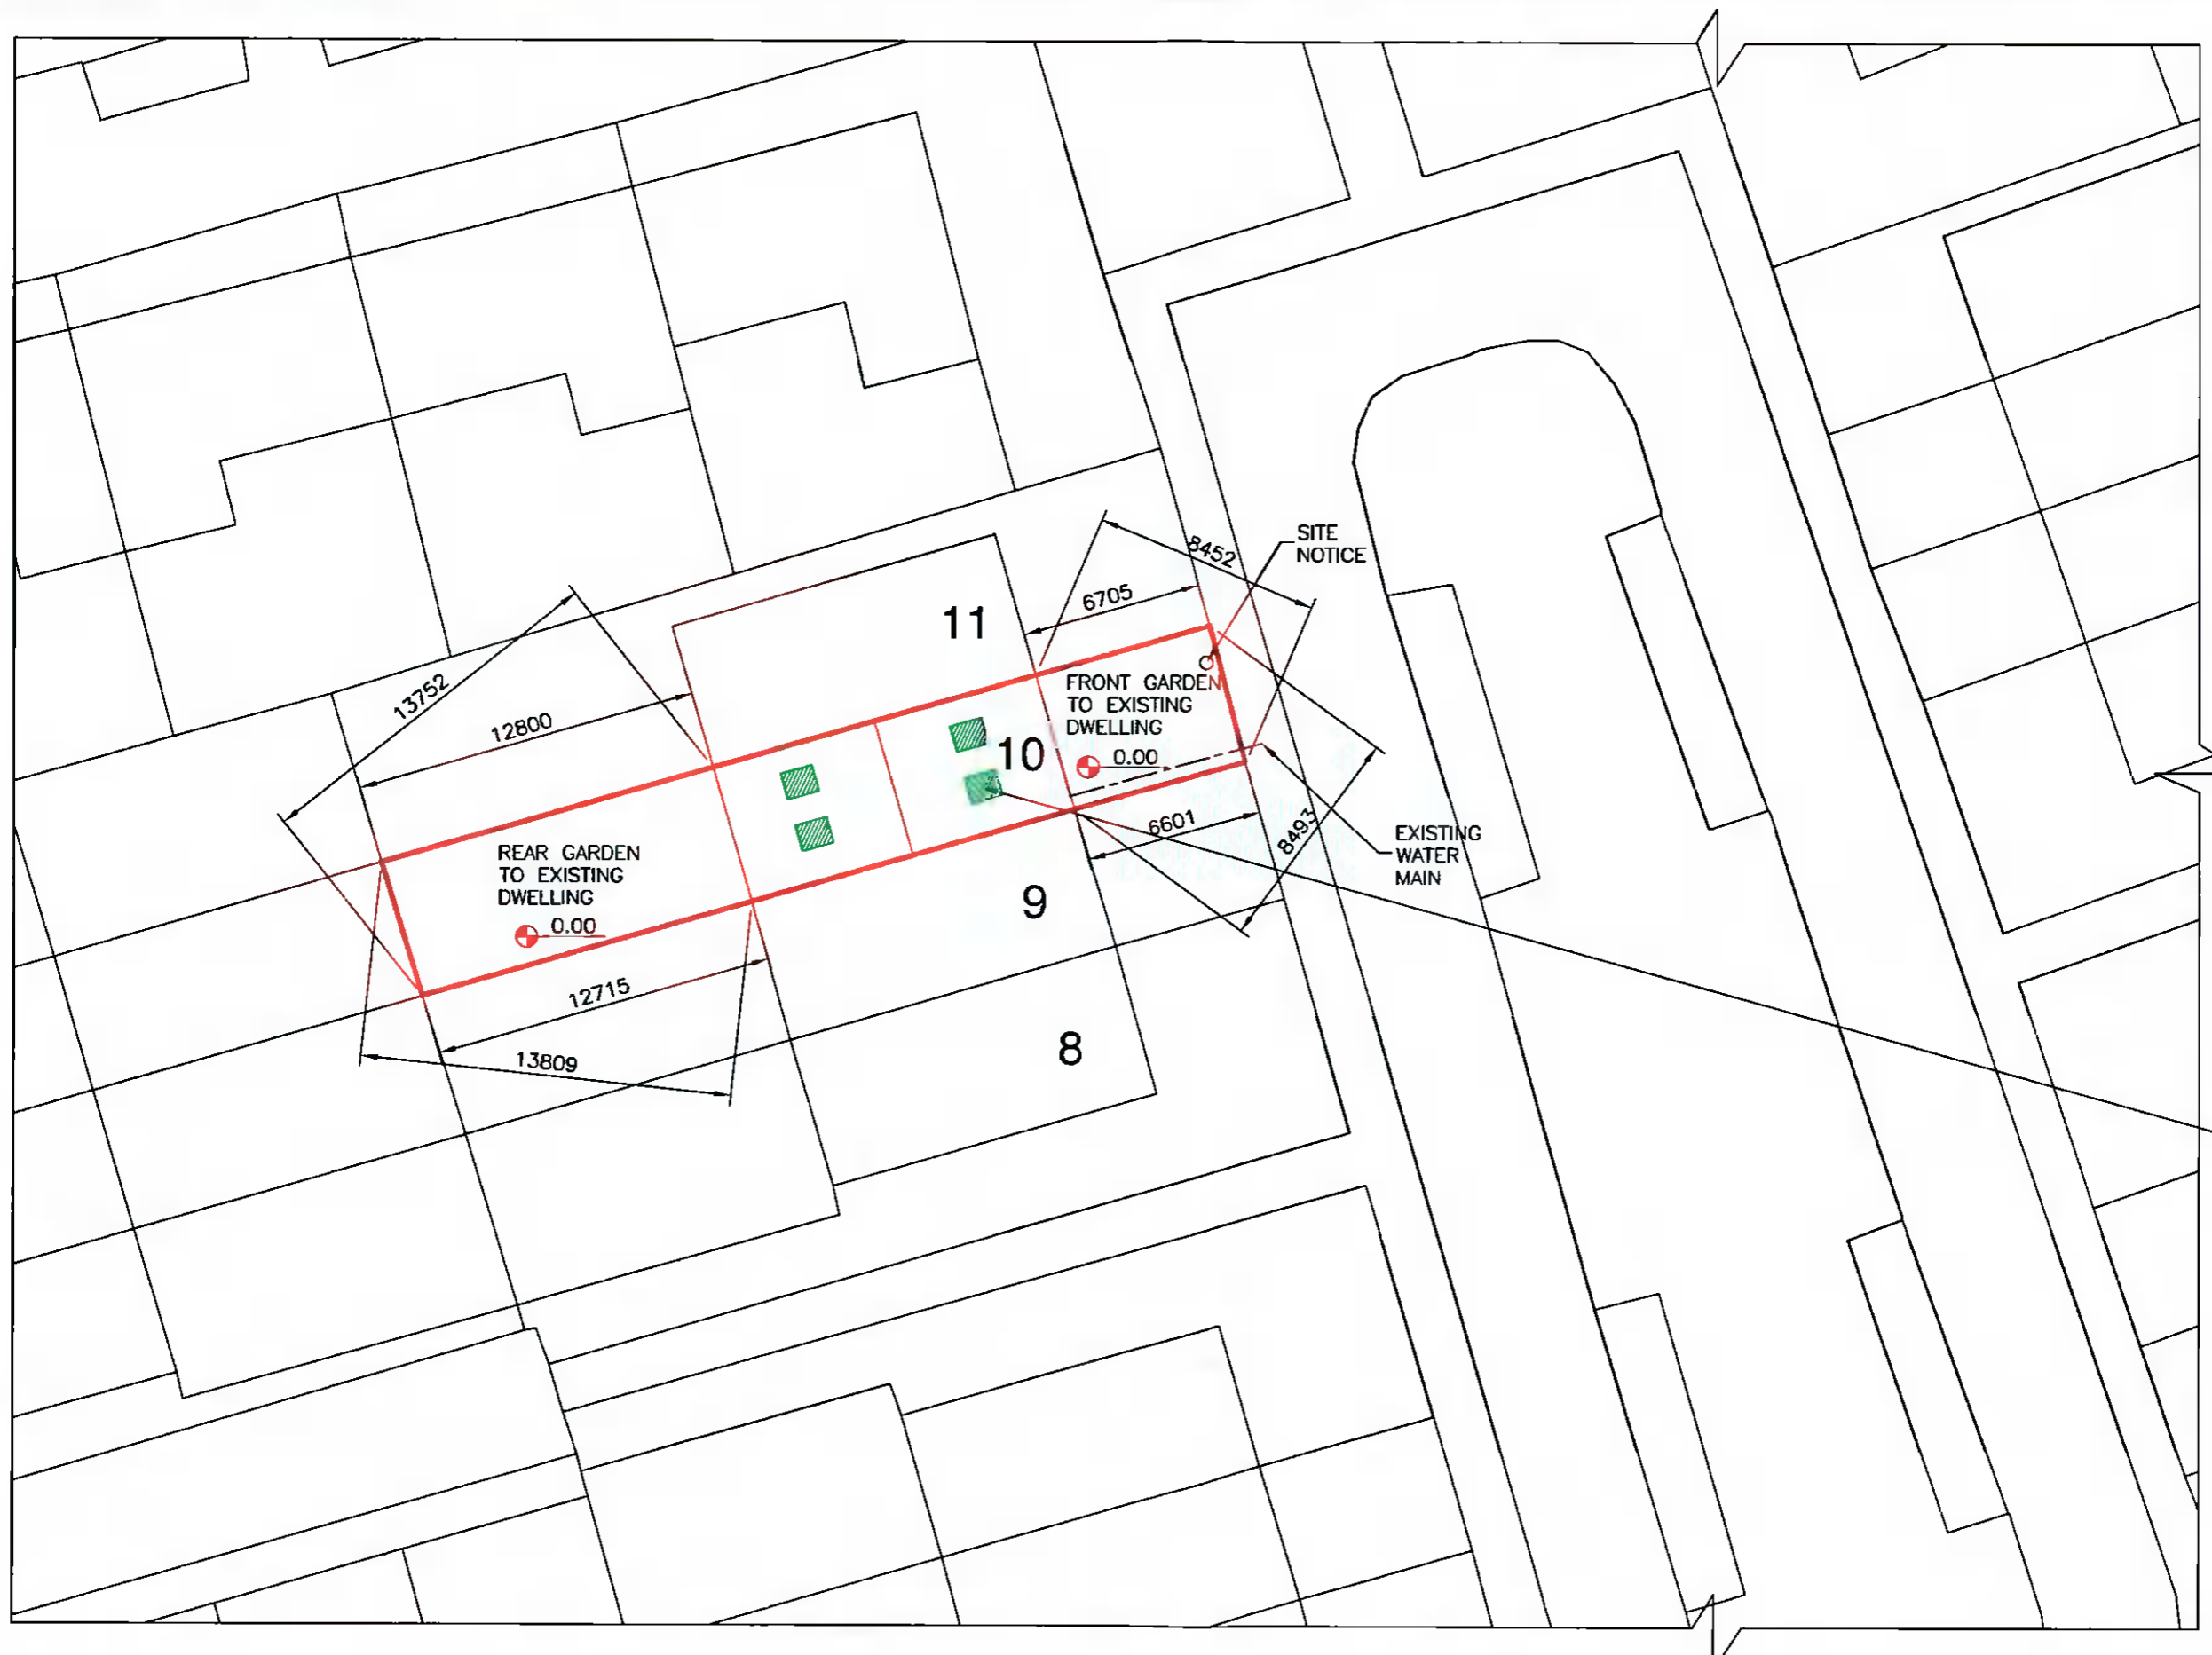 SITE
NOTICE
8452
6705
11
13752
12800
FRONT GARDEN
TO EXISTING
DWELLING
10
0.00
6601
8493
EXISTING
WATER
MAIN
REAR GARDEN
TO EXISTING
DWELLING
0.00
9
12715
13809
8